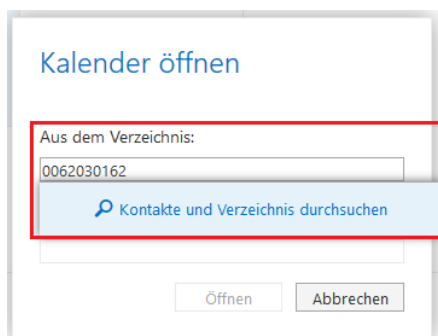 Kalender öffnen
Aus dem Verzeichnis:
0062030162
Kontakte und Verzeichnis durchsuchen
Öffnen Abbrechen